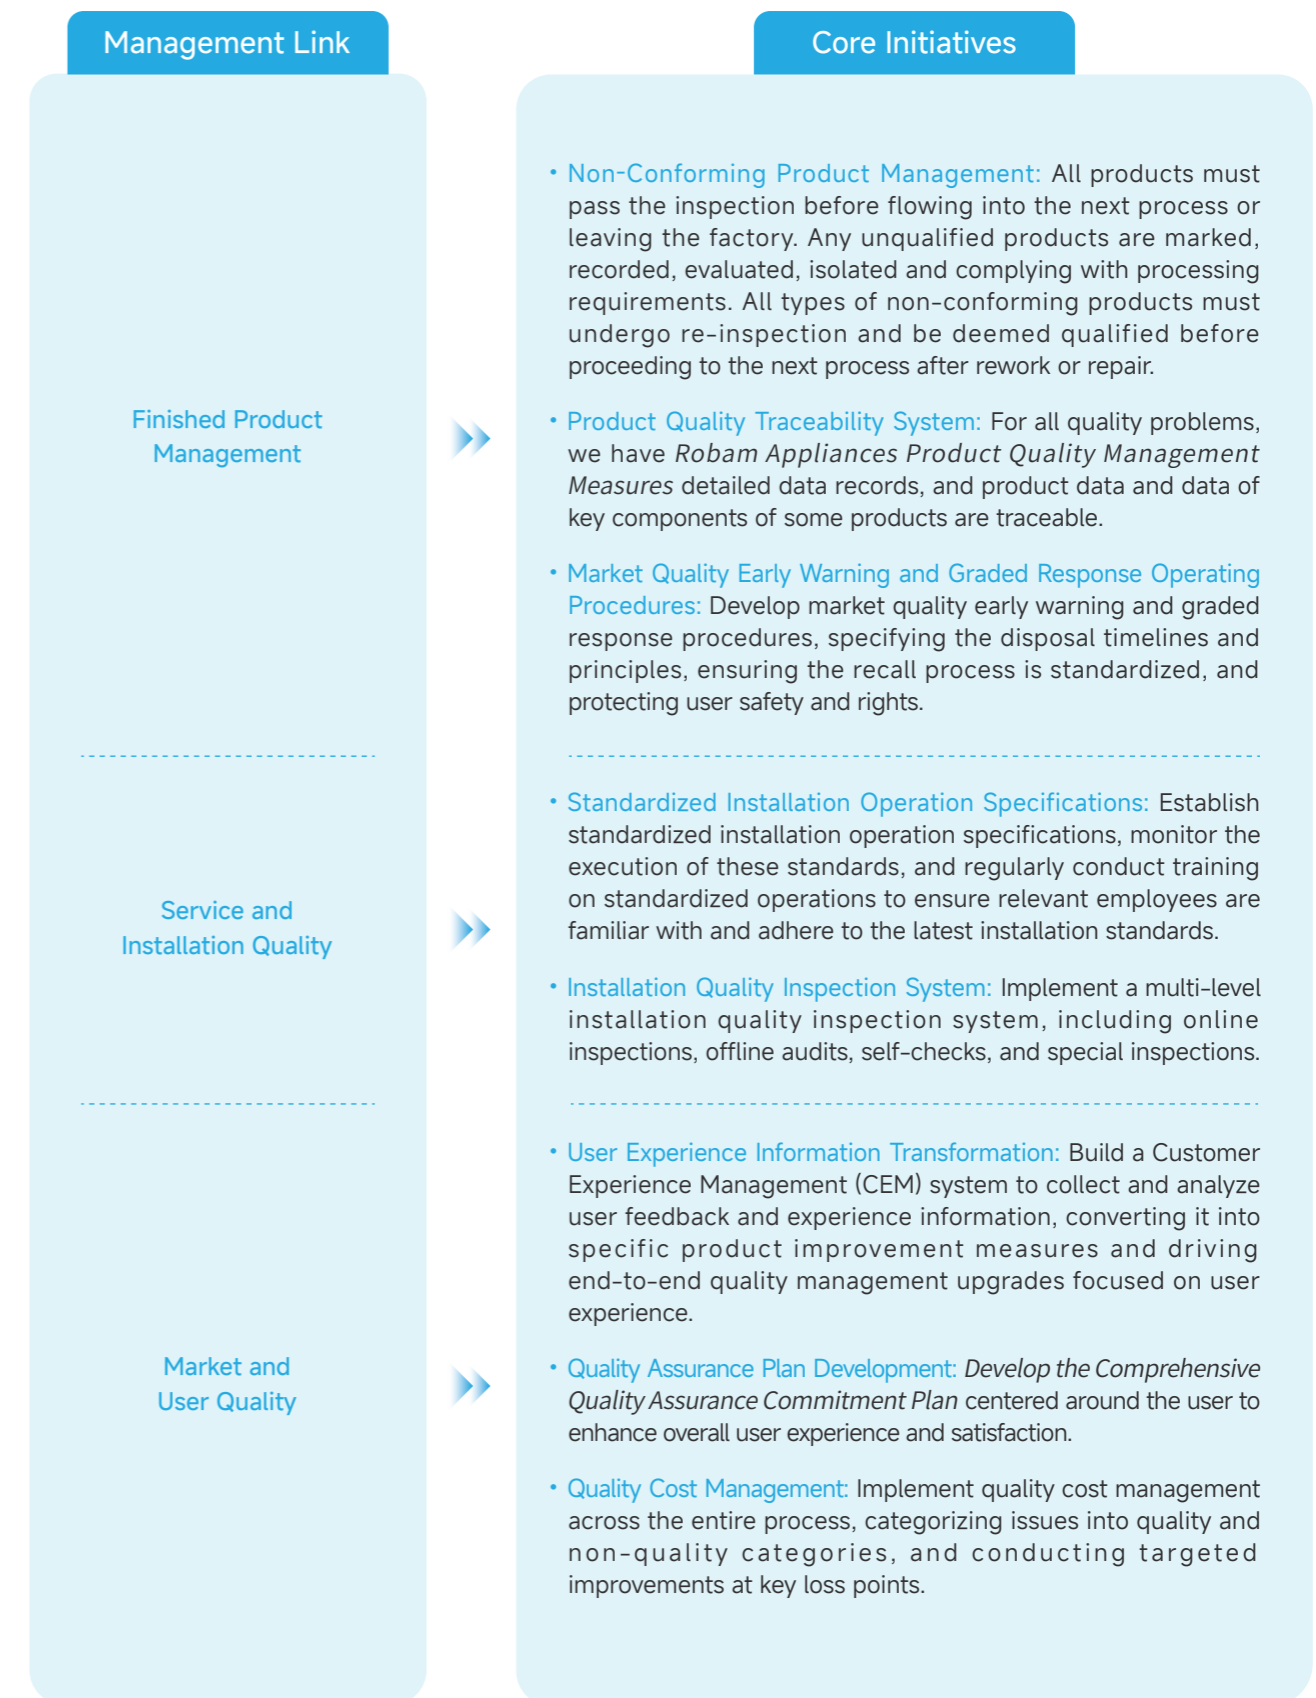 Management Link
Core Initiatives
Finished Product
Management
• Non-Conforming Product Management: All products must
pass the inspection before flowing into the next process or
leaving the factory. Any unqualified products are marked,
recorded, evaluated, isolated and complying with processing
requirements. All types of non-conforming products must
undergo re-inspection and be deemed qualified before
proceeding to the next process after rework or repair.
• Product Quality Traceability System: For all quality problems,
we have Robam Appliances Product Quality Management
Measures detailed data records, and product data and data of
key components of some products are traceable.
• Market Quality Early Warning and Graded Response Operating
Procedures: Develop market quality early warning and graded
response procedures, specifying the disposal timelines and
principles, ensuring the recall process is standardized, and
protecting user safety and rights.
Service and
Installation Quality
• Standardized Installation Operation Specifications: Establish
standardized installation operation specifications, monitor the
execution of these standards, and regularly conduct training
on standardized operations to ensure relevant employees are
familiar with and adhere to the latest installation standards.
• Installation Quality Inspection System: Implement a multi-level
installation quality inspection system, including online
inspections, offline audits, self-checks, and special inspections.
Market and
User Quality
• User Experience Information Transformation: Build a Customer
Experience Management (CEM) system to collect and analyze
user feedback and experience information, converting it into
specific product improvement measures and driving
end-to-end quality management upgrades focused on user
experience.
• Quality Assurance Plan Development: Develop the Comprehensive
Quality Assurance Commitment Plan centered around the user to
enhance overall user experience and satisfaction.
• Quality Cost Management: Implement quality cost management
across the entire process, categorizing issues into quality and
non-quality categories, and conducting targeted
improvements at key loss points.